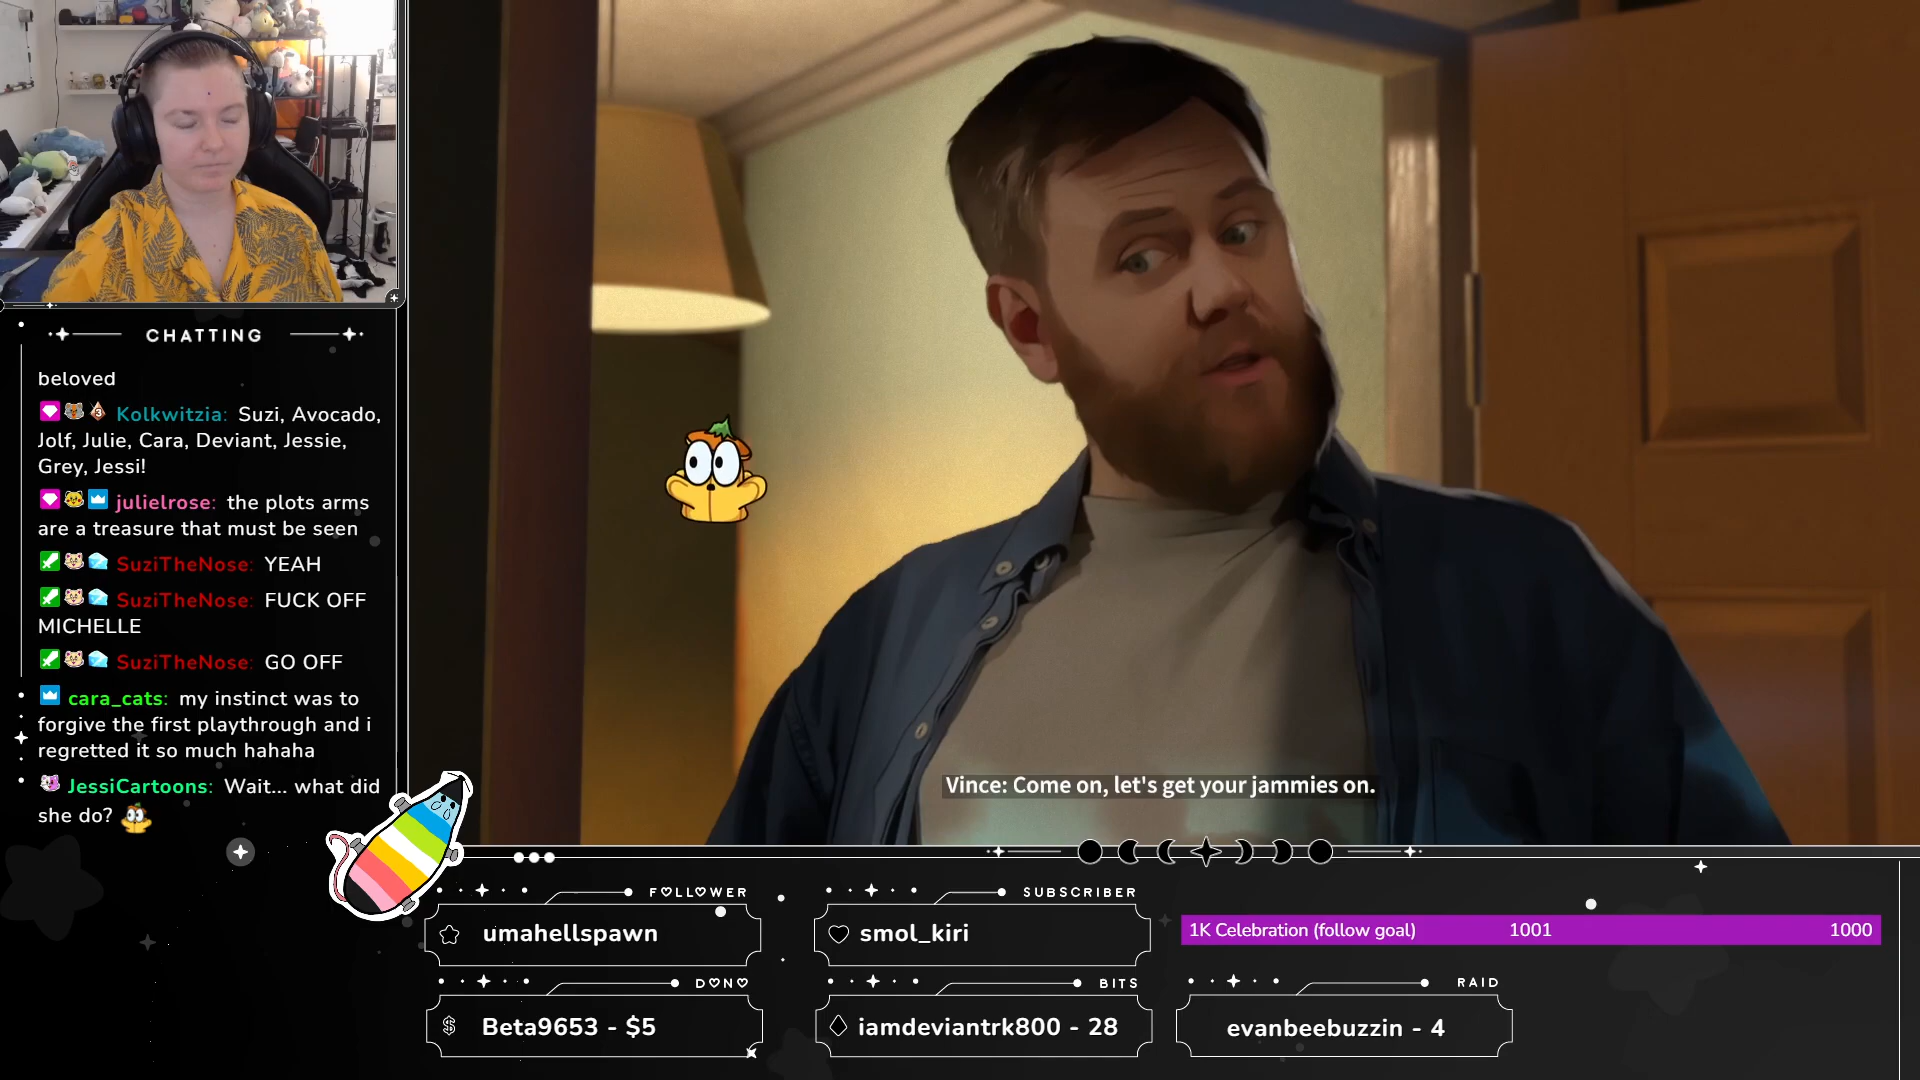 CHATTING
beloved
Kolkwitzia: Suzi, Avocado,
Jolf, Julie, Cara, Deviant, Jessie,
Grey, Jessi!
julielrose: the plots arms
are a treasure that must be seen
SuziTheNose: YEAH
SuziTheNose: FUCK OFF
MICHELLE
SuziTheNose: GO OFF
cara_cats: my instinct was to
forgive the first playthrough and i
regretted it so much hahaha
JessiCartoons: Wait... what did
she do?
Vince: Come on, let's get your jammies on.
FOLLOWER
umahellspawn
SUBSCRIBER
smol_kiri
1K Celebration (follow goal) 1001 1000
DONO
Beta9653 - $5
BITS
iamdeviantrk800 - 28
RAID
evanbeebuzzin - 4